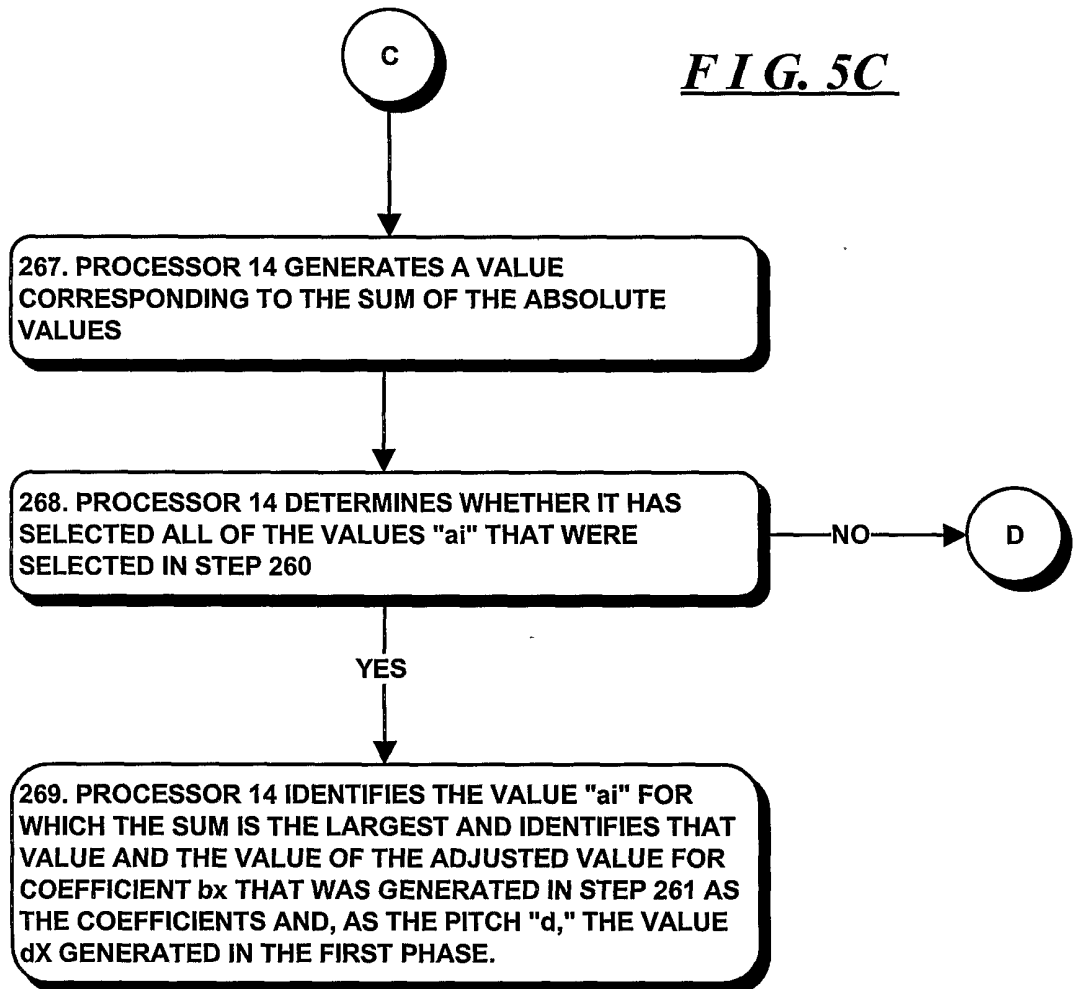 C
F I G. 5C
267. PROCESSOR 14 GENERATES A VALUE
CORRESPONDING TO THE SUM OF THE ABSOLUTE
VALUES
268. PROCESSOR 14 DETERMINES WHETHER IT HAS
SELECTED ALL OF THE VALUES "ai" THAT WERE
SELECTED IN STEP 260
NO
D
YES
269. PROCESSOR 14 IDENTIFIES THE VALUE "ai" FOR
WHICH THE SUM IS THE LARGEST AND IDENTIFIES THAT
VALUE AND THE VALUE OF THE ADJUSTED VALUE FOR
COEFFICIENT bx THAT WAS GENERATED IN STEP 261 AS
THE COEFFICIENTS AND, AS THE PITCH "d," THE VALUE
dX GENERATED IN THE FIRST PHASE.